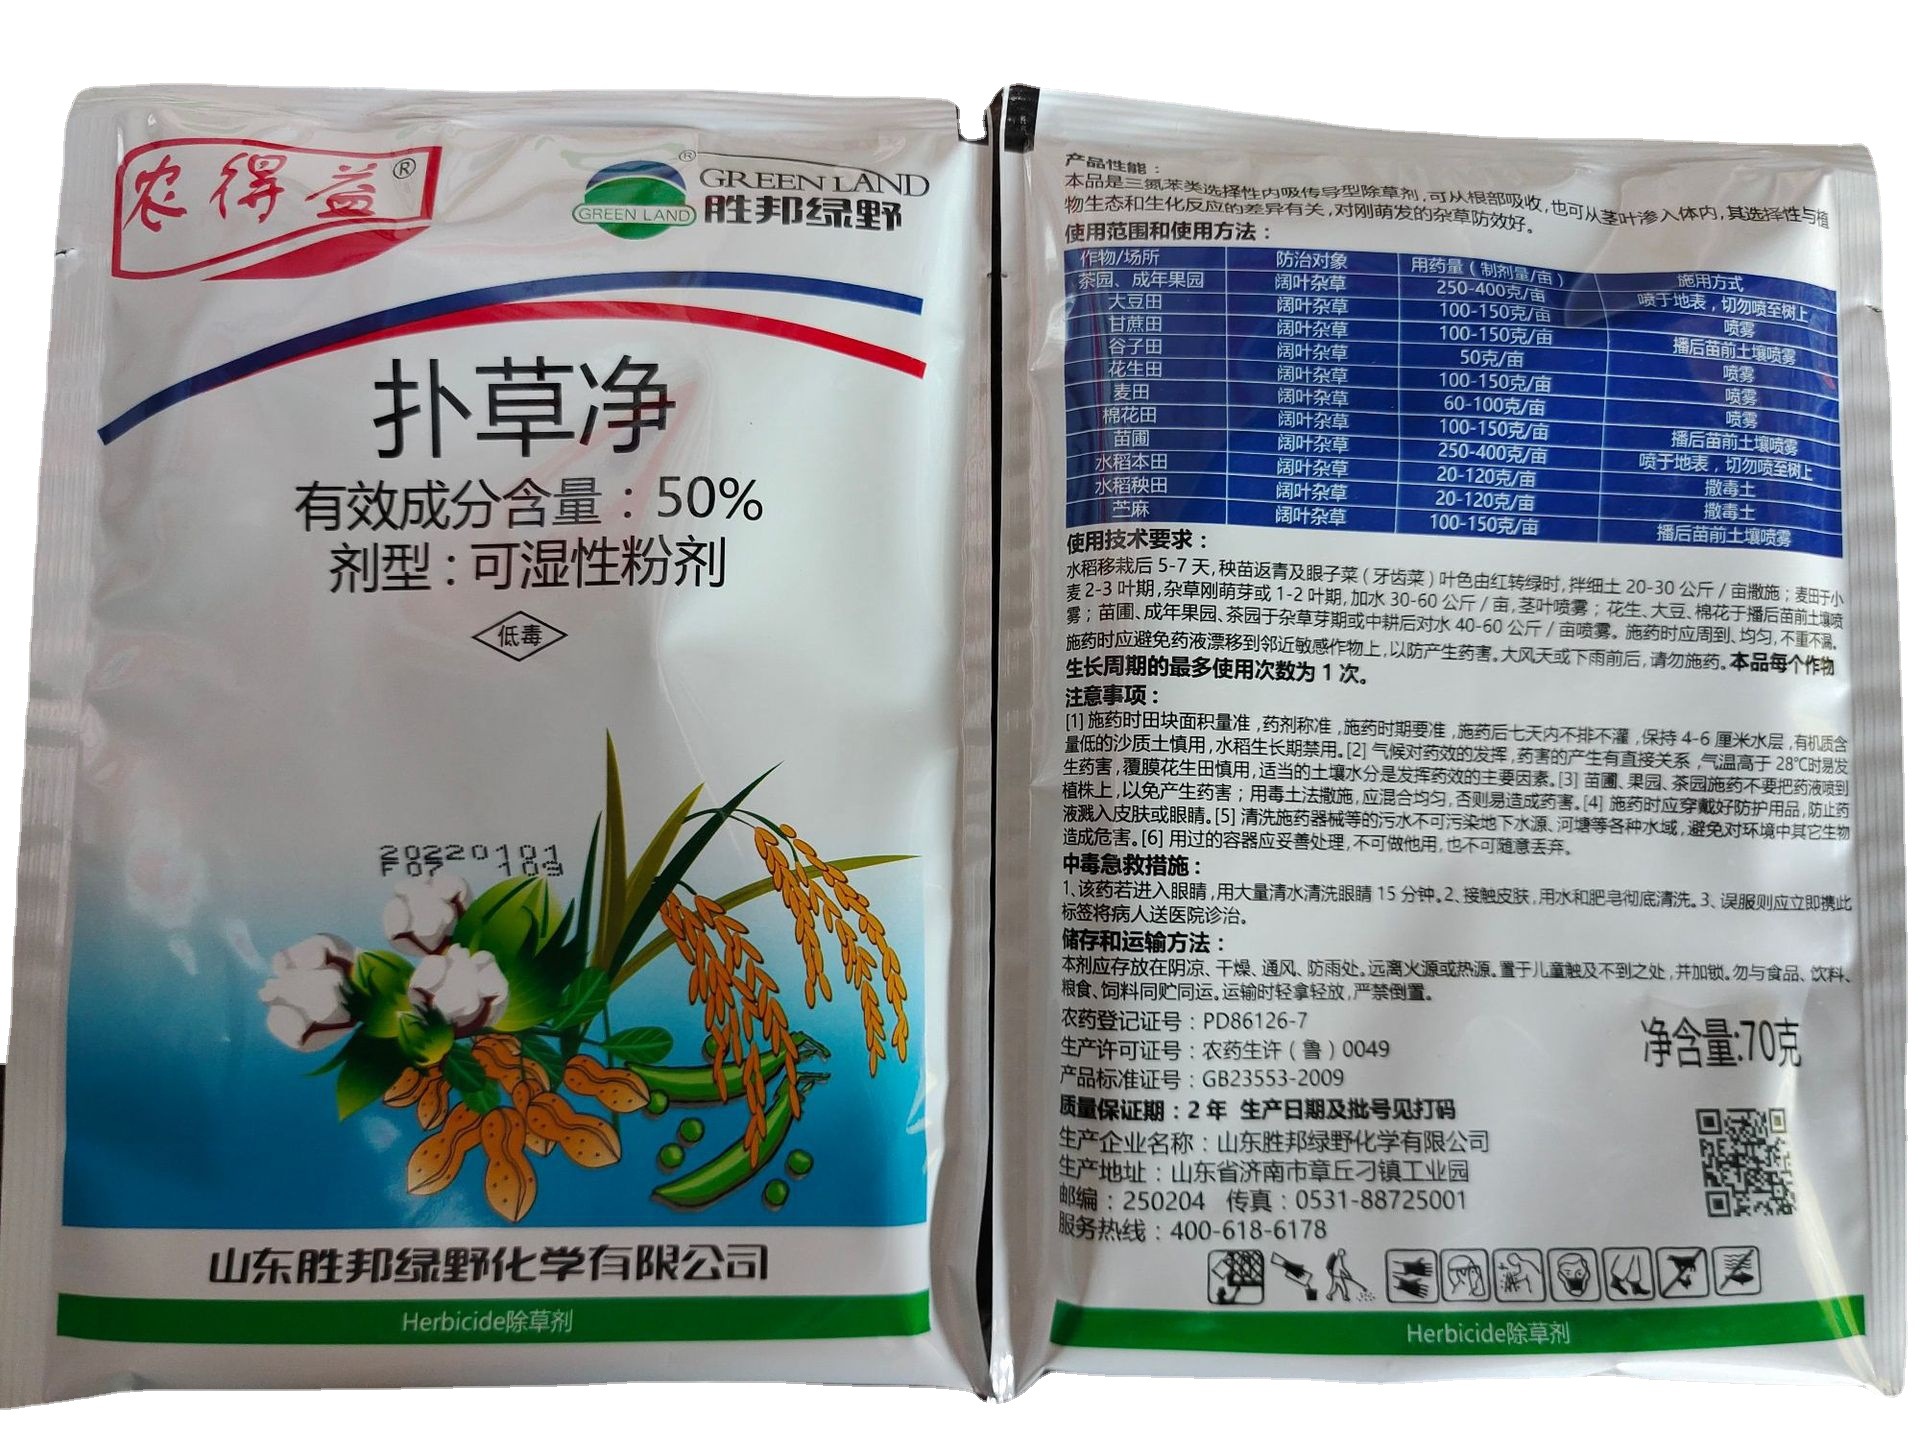 农得益®
GREEN LAND
®
GREEN LAND
胜邦绿野
扑草净
有效成分含量：50%
剂型：可湿性粉剂
低毒
20220101
F07 108
山东胜邦绿野化学有限公司
Herbicide除草剂
产品性能：
本品是三氮苯类选择性内吸传导型除草剂，可从根部吸收，也可从茎叶渗入体内，其选择性与植
物生态和生化反应的差异有关，对刚萌发的杂草防效好。
使用范围和使用方法：
作物/场所 防治对象 用药量（制剂量/亩） 施用方式
茶园、成年果园 阔叶杂草 250-400克/亩 喷于地表，切勿喷至树上
大豆田 阔叶杂草 100-150克/亩 喷雾
甘蔗田 阔叶杂草 100-150克/亩 播后苗前土壤喷雾
谷子田 阔叶杂草 50克/亩 喷雾
花生田 阔叶杂草 100-150克/亩 喷雾
麦田 阔叶杂草 60-100克/亩 喷雾
棉花田 阔叶杂草 100-150克/亩 播后苗前土壤喷雾
苗圃 阔叶杂草 250-400克/亩 喷于地表，切勿喷至树上
水稻本田 阔叶杂草 20-120克/亩 撒毒土
水稻秧田 阔叶杂草 20-120克/亩 撒毒土
苎麻 阔叶杂草 100-150克/亩 播后苗前土壤喷雾
使用技术要求：
水稻移栽后 5-7 天，秧苗返青及眼子菜（牙齿菜）叶色由红转绿时，拌细土 20-30 公斤／亩撒施；麦田于小
麦 2-3 叶期，杂草刚萌芽或 1-2 叶期，加水 30-60 公斤／亩，茎叶喷雾；花生、大豆、棉花于播后苗前土壤喷
雾；苗圃、成年果园、茶园于杂草芽期或中耕后对水 40-60 公斤／亩喷雾。施药时应周到、均匀，不重不漏。
施药时应避免药液漂移到邻近敏感作物上，以防产生药害。大风天或下雨前后，请勿施药。本品每个作物
生长周期的最多使用次数为 1 次。
注意事项：
[1] 施药时田块面积量准，药剂称准，施药时期要准，施药后七天内不排不灌，保持 4-6 厘米水层，有机质含
量低的沙质土慎用，水稻生长期禁用。[2] 气候对药效的发挥，药害的产生有直接关系，气温高于 28℃时易发
生药害，覆膜花生田慎用，适当的土壤水分是发挥药效的主要因素。[3] 苗圃、果园、茶园施药不要把药液喷到
植株上，以免产生药害；用毒土法撒施，应混合均匀，否则易造成药害。[4] 施药时应穿戴好防护用品，防止药
液溅入皮肤或眼睛。[5] 清洗施药器械等的污水不可污染地下水源、河塘等各种水域，避免对环境中其它生物
造成危害。[6] 用过的容器应妥善处理，不可做他用，也不可随意丢弃。
中毒急救措施：
1、该药若进入眼睛，用大量清水清洗眼睛 15 分钟。2、接触皮肤，用水和肥皂彻底清洗。3、误服则应立即携此
标签将病人送医院诊治。
储存和运输方法：
本剂应存放在阴凉、干燥、通风、防雨处。远离火源或热源。置于儿童触及不到之处，并加锁。勿与食品、饮料、
粮食、饲料同贮同运。运输时轻拿轻放，严禁倒置。
农药登记证号：PD86126-7
生产许可证号：农药生许（鲁）0049
产品标准证号：GB23553-2009
净含量:70克
质量保证期：2 年 生产日期及批号见打码
生产企业名称：山东胜邦绿野化学有限公司
生产地址：山东省济南市章丘刁镇工业园
邮编：250204 传真：0531-88725001
服务热线：400-618-6178
Herbicide除草剂